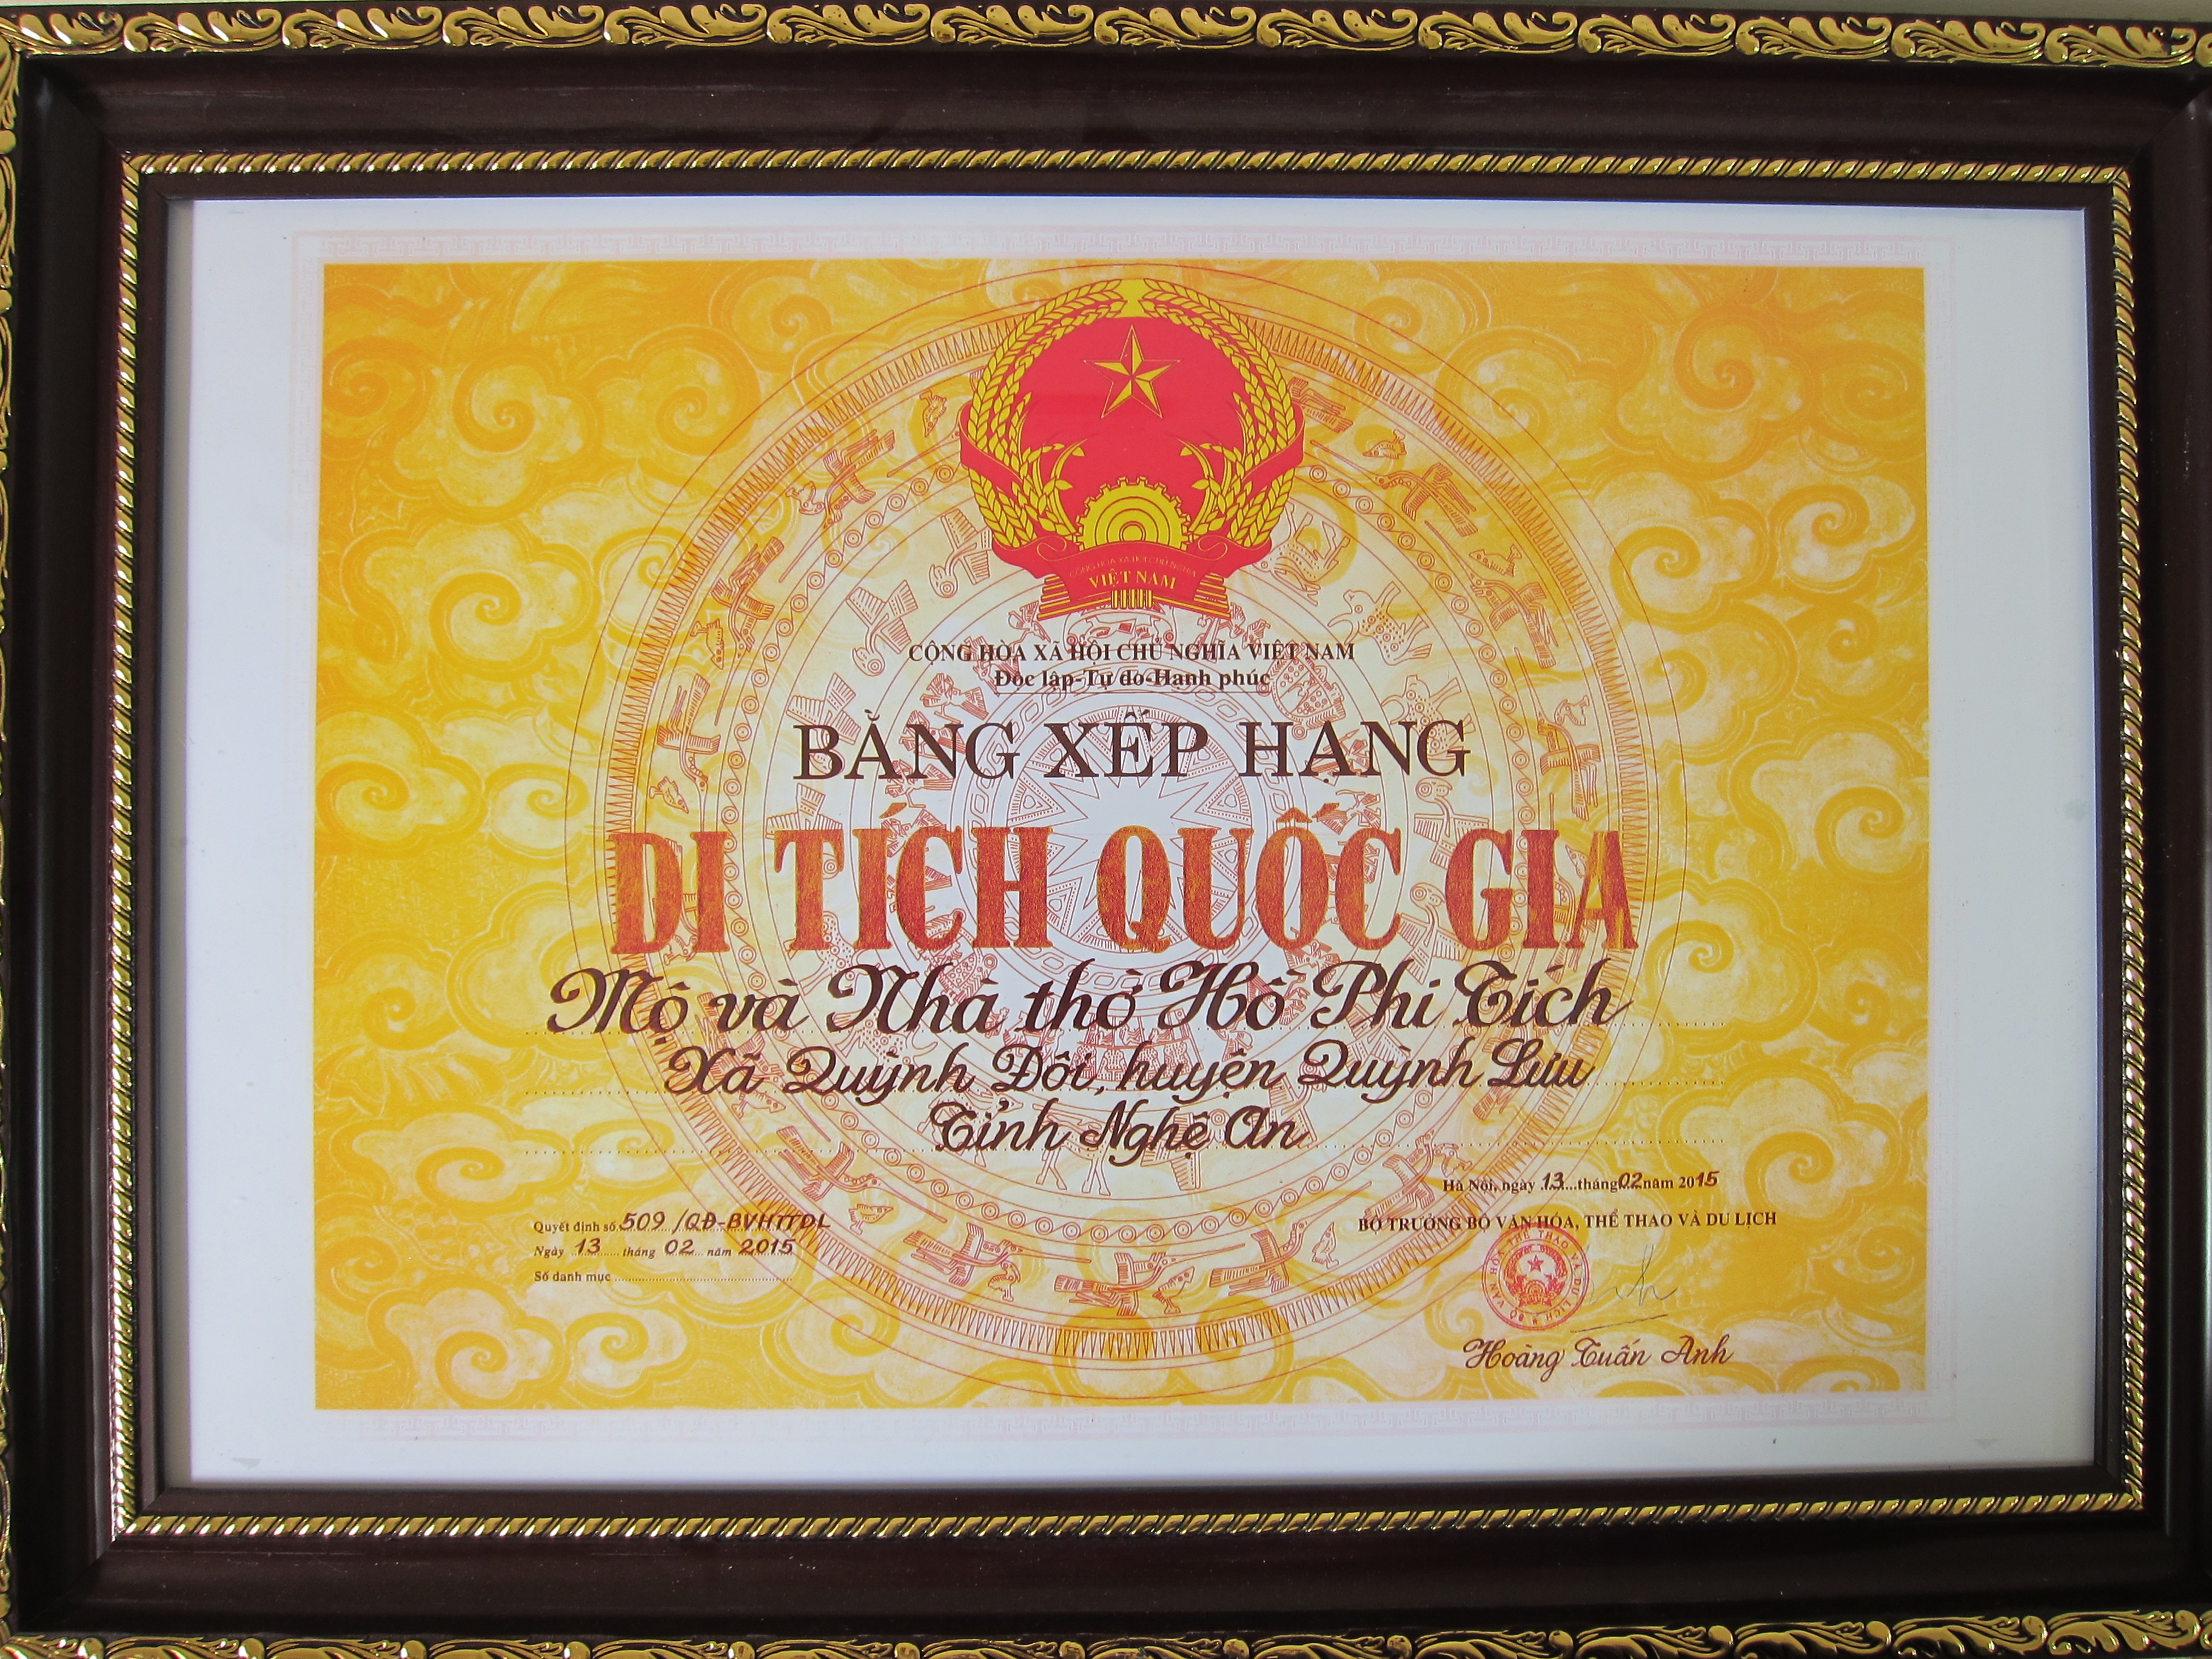 VIỆT NAM
CỘNG HÒA XÃ HỘI CHỦ NGHĨA VIỆT NAM
Độc lập-Tự do-Hạnh phúc
BẰNG XẾP HẠNG
DI TÍCH QUỐC GIA
Mộ và Nhà thờ Hồ Phi Tích
Xã Quỳnh Đôi, huyện Quỳnh Lưu
Tỉnh Nghệ An
Hà Nội, ngày 13...tháng 02 năm 2015
BỘ TRƯỞNG BỘ VĂN HÓA, THỂ THAO VÀ DU LỊCH
Hoàng Tuấn Anh
Quyết định số 509 /QĐ-BVHTTDL
Ngày 13 tháng 02 năm 2015
Số danh mục